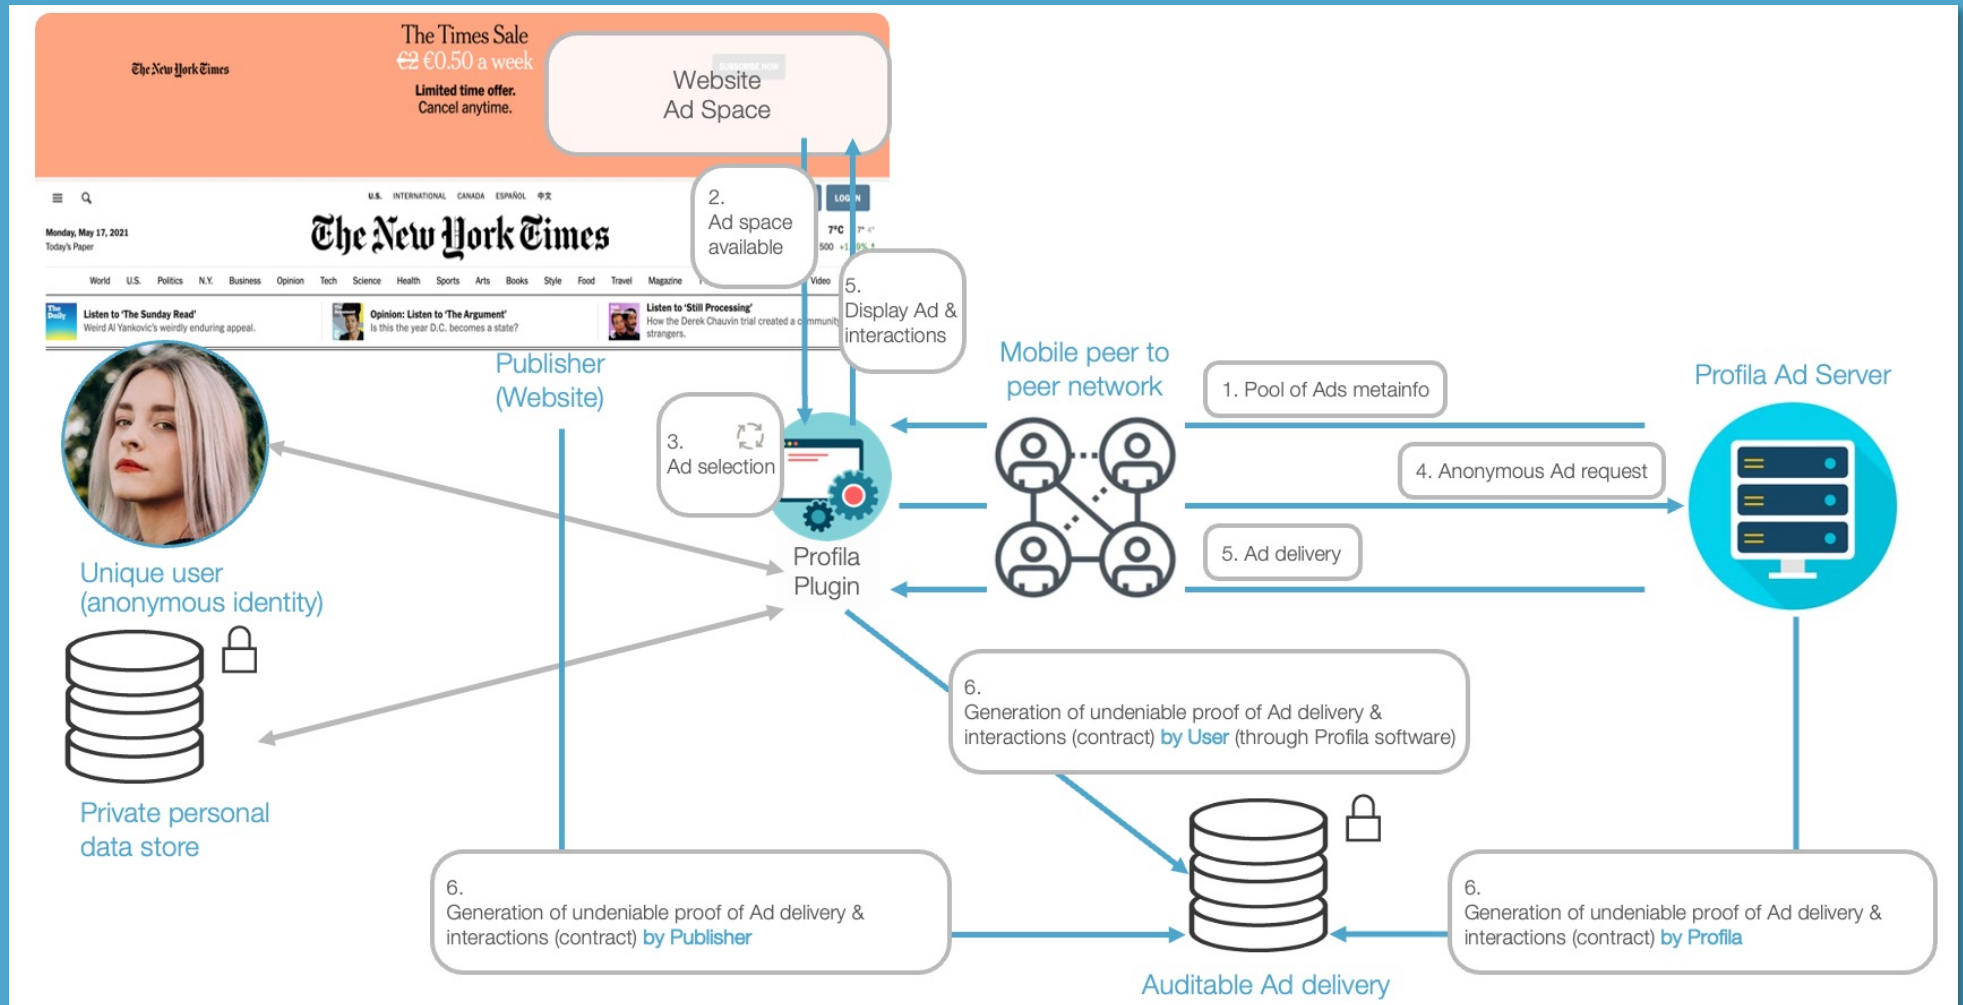 The New York Times
The Times Sale
€2 €0.50 a week
Limited time offer.
Cancel anytime.
SUBSCRIBE NOW
Website
Ad Space
U.S. INTERNATIONAL CANADA ESPAÑOL 中文
LOG IN
Monday, May 17, 2021
Today's Paper
The New York Times
7°C 7° 4°
World U.S. Politics N.Y. Business Opinion Tech Science Health Sports Arts Books Style Food Travel Magazine Video
The Daily
Listen to 'The Sunday Read'
Weird Al Yankovic's weirdly enduring appeal.
Opinion: Listen to 'The Argument'
Is this the year D.C. becomes a state?
Listen to 'Still Processing'
How the Derek Chauvin trial created a community
strangers.
2.
Ad space
available
5.
Display Ad &
interactions
Publisher
(Website)
3.
Ad selection
Profila
Plugin
Mobile peer to
peer network
1. Pool of Ads metainfo
4. Anonymous Ad request
5. Ad delivery
Profila Ad Server
Unique user
(anonymous identity)
Private personal
data store
6.
Generation of undeniable proof of Ad delivery &
interactions (contract) by User (through Profila software)
6.
Generation of undeniable proof of Ad delivery &
interactions (contract) by Publisher
6.
Generation of undeniable proof of Ad delivery &
interactions (contract) by Profila
Auditable Ad delivery